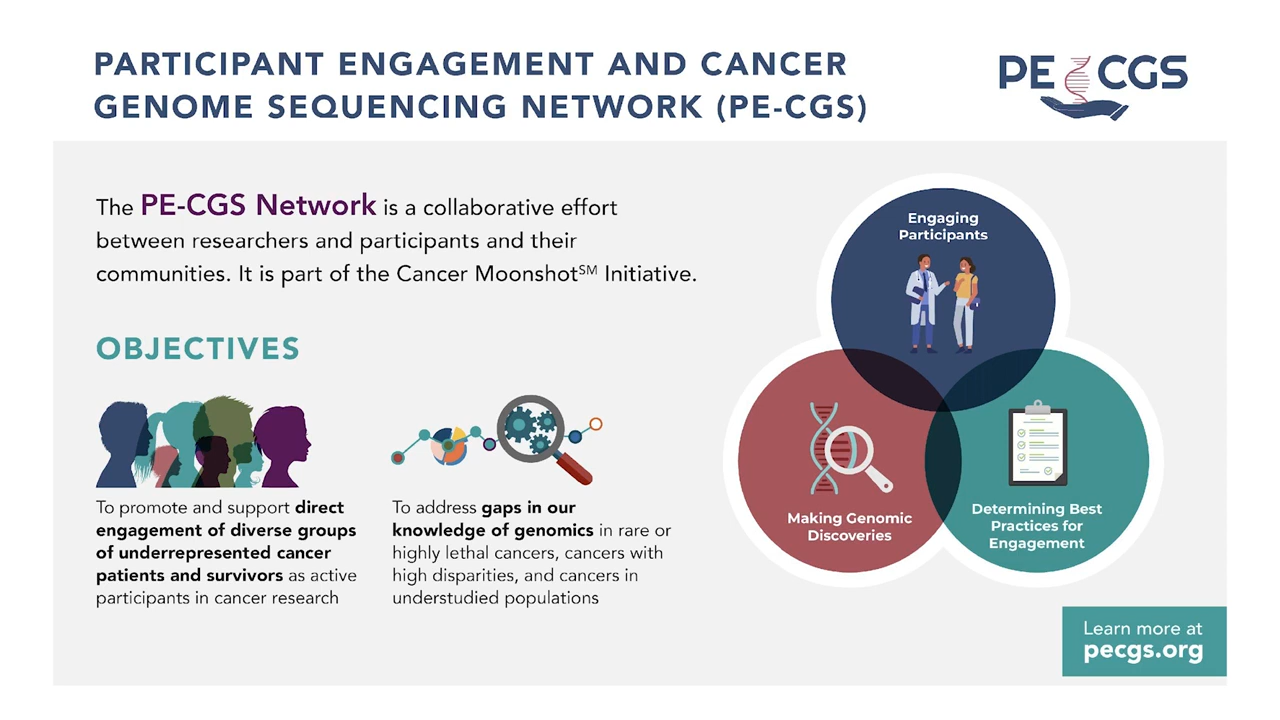 PARTICIPANT ENGAGEMENT AND CANCER
GENOME SEQUENCING NETWORK (PE-CGS)
PE CGS
The PE-CGS Network is a collaborative effort
between researchers and participants and their
communities. It is part of the Cancer Moonshot℠ Initiative.
OBJECTIVES
To promote and support direct
engagement of diverse groups
of underrepresented cancer
patients and survivors as active
participants in cancer research
To address gaps in our
knowledge of genomics in rare or
highly lethal cancers, cancers with
high disparities, and cancers in
understudied populations
Engaging
Participants
Making Genomic
Discoveries
Determining Best
Practices for
Engagement
Learn more at
pecgs.org